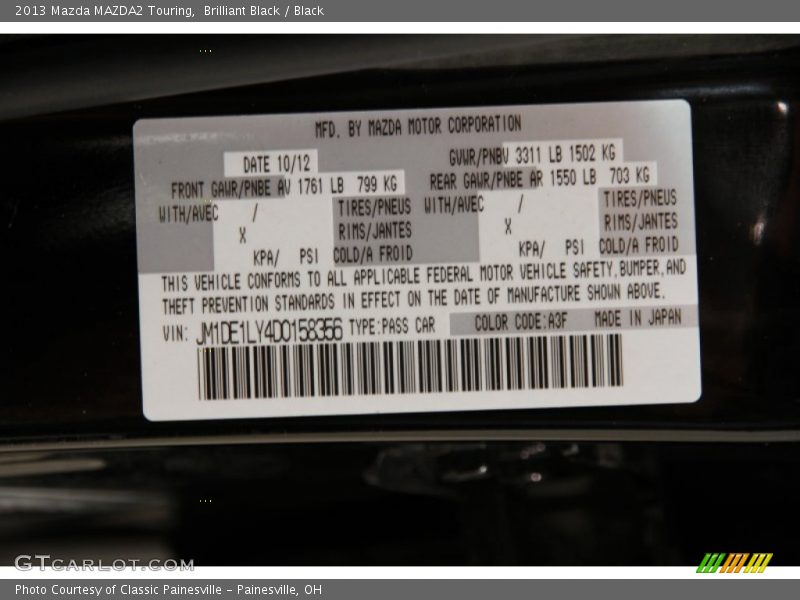 2013 Mazda MAZDA2 Touring,  Brilliant Black / Black
MFD. BY MAZDA MOTOR CORPORATION
DATE 10/12 GVWR/PNBV 3311 LB 1502 KG
FRONT GAWR/PNBE AV 1761 LB 799 KG REAR GAWR/PNBE AR 1550 LB 703 KG
WITH/AVEC / TIRES/PNEUS WITH/AVEC / TIRES/PNEUS
X RIMS/JANTES X RIMS/JANTES
KPA/ PSI COLD/A FROID KPA/ PSI COLD/A FROID
THIS VEHICLE CONFORMS TO ALL APPLICABLE FEDERAL MOTOR VEHICLE SAFETY, BUMPER, AND
THEFT PREVENTION STANDARDS IN EFFECT ON THE DATE OF MANUFACTURE SHOWN ABOVE.
VIN: JM1DE1LY4D0158356 TYPE:PASS CAR COLOR CODE:A3F MADE IN JAPAN
GTCARLOT.COM
Photo Courtesy of Classic Painesville - Painesville, OH